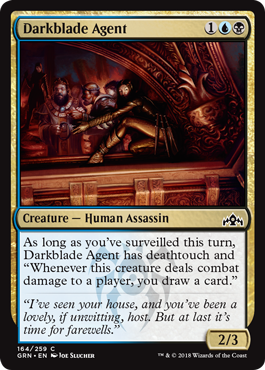 Darkblade Agent 1
Creature — Human Assassin
As long as you’ve surveilled this turn,
Darkblade Agent has deathtouch and
“Whenever this creature deals combat
damage to a player, you draw a card.”
“I’ve seen your house, and you’ve been a
lovely, if unwitting, host. But at last it’s
time for farewells.”
2/3
164/259 C
GRN • EN Joe Slucher
™ & © 2018 Wizards of the Coast